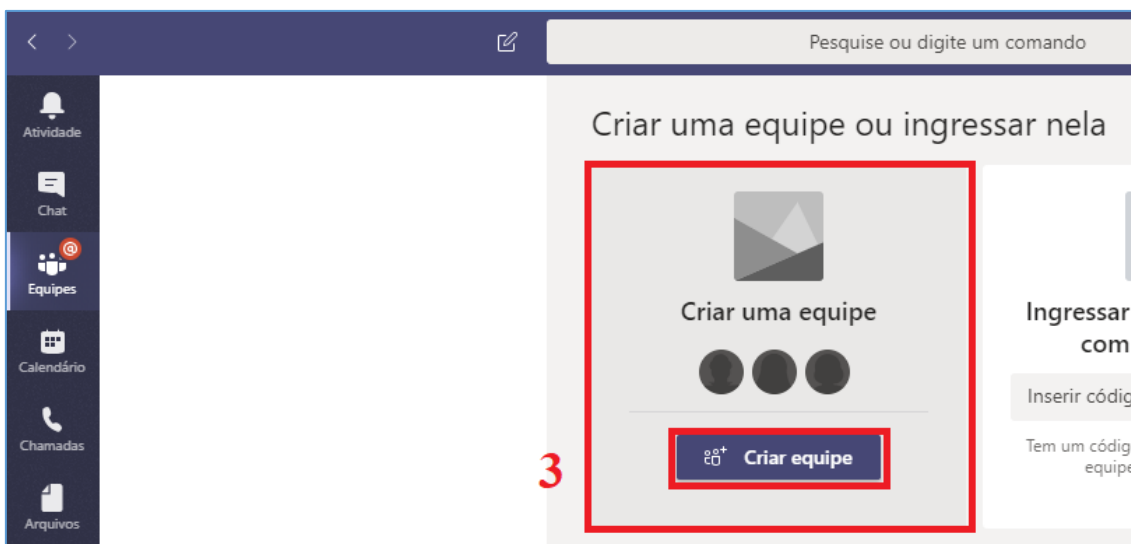 Pesquise ou digite um comando
Atividade
Chat
@
Equipes
Calendário
Chamadas
Arquivos
Criar uma equipe ou ingressar nela
Criar uma equipe
Criar equipe
3
Ingressar
com
Inserir códig
Tem um códig
equipe